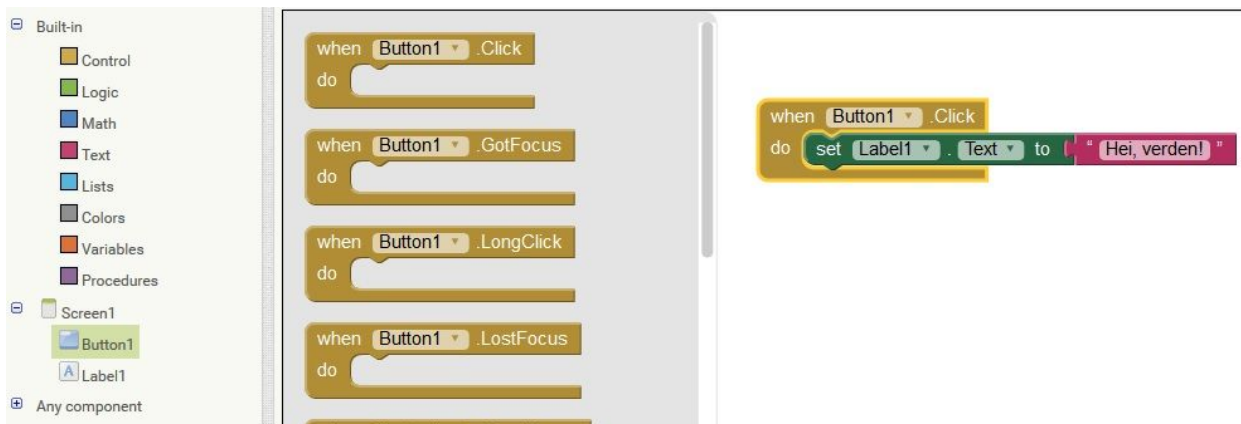 Built-in
Control
Logic
Math
Text
Lists
Colors
Variables
Procedures
Screen1
Button1
Label1
Any component
when Button1 .Click
do
when Button1 .GotFocus
do
when Button1 .LongClick
do
when Button1 .LostFocus
do
when Button1 .Click
do set Label1 . Text to " Hei, verden! "